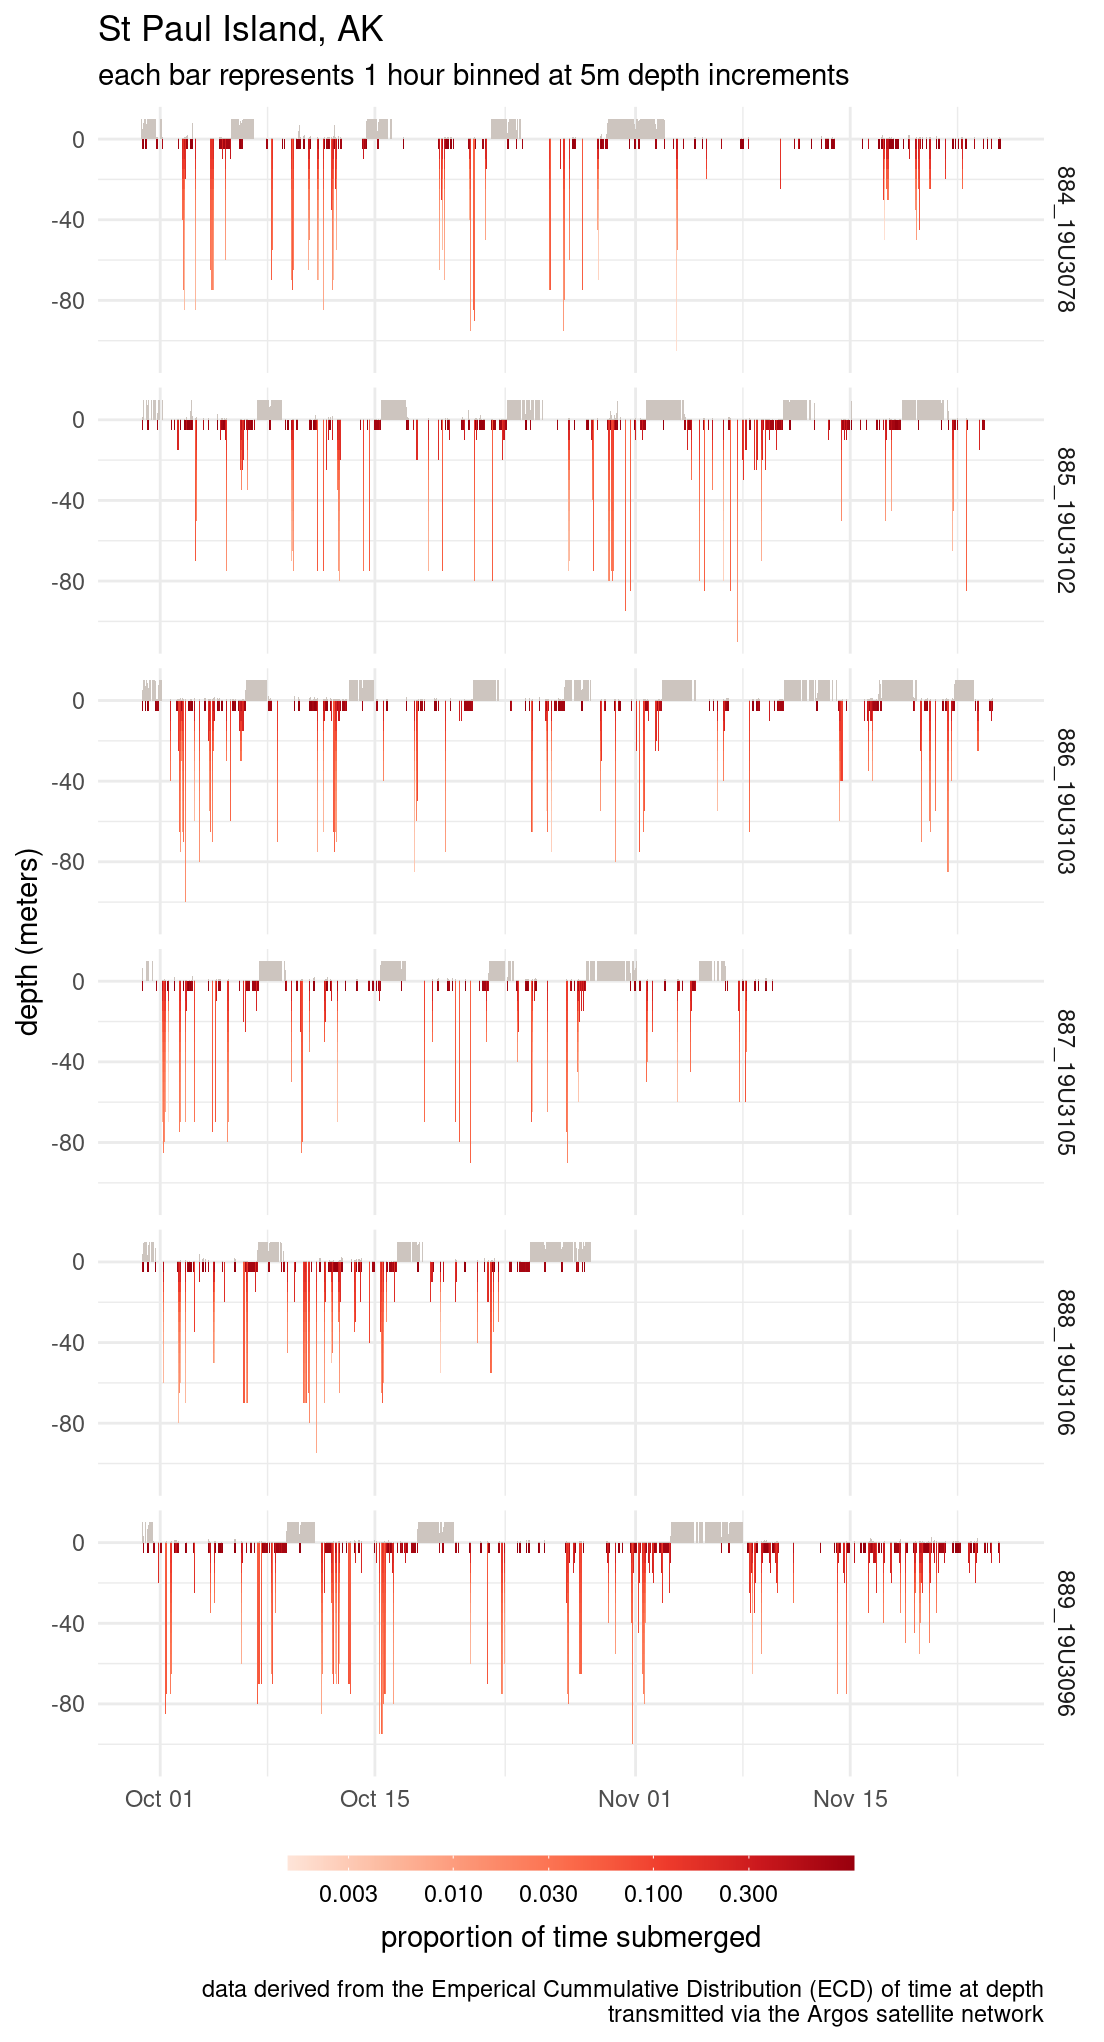 St Paul Island, AK
each bar represents 1 hour binned at 5m depth increments
0
-40
-80
884_19U3078
0
-40
-80
885_19U3102
0
-40
-80
886_19U3103
depth (meters)
0
-40
-80
887_19U3105
0
-40
-80
888_19U3106
0
-40
-80
889_19U3096
Oct 01 Oct 15 Nov 01 Nov 15
0.003 0.010 0.030 0.100 0.300
proportion of time submerged
data derived from the Emperical Cummulative Distribution (ECD) of time at depth
transmitted via the Argos satellite network